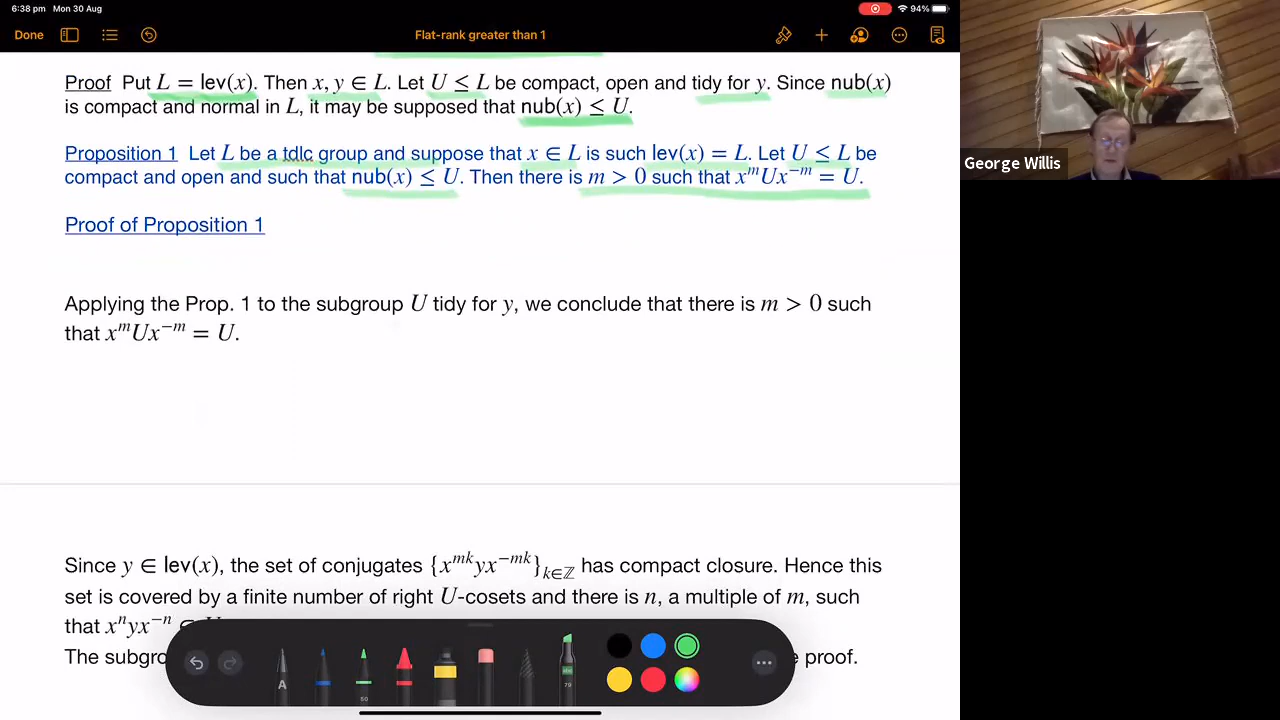 6:38 pm Mon 30 Aug
94%
Done
Flat-rank greater than 1
Proof Put L = lev(x). Then x, y ∈ L. Let U ≤ L be compact, open and tidy for y. Since nub(x)
is compact and normal in L, it may be supposed that nub(x) ≤ U.
Proposition 1 Let L be a tdlc group and suppose that x ∈ L is such lev(x) = L. Let U ≤ L be
compact and open and such that nub(x) ≤ U. Then there is m > 0 such that xᵐUx⁻ᵐ = U.
George Willis
Proof of Proposition 1
Applying the Prop. 1 to the subgroup U tidy for y, we conclude that there is m > 0 such
that xᵐUx⁻ᵐ = U.
Since y ∈ lev(x), the set of conjugates {xᵐᵏyx⁻ᵐᵏ}ₖ∈ℤ has compact closure. Hence this
set is covered by a finite number of right U-cosets and there is n, a multiple of m, such
that xⁿyx⁻ⁿ ∈
The subgro
proof.
A
50
79